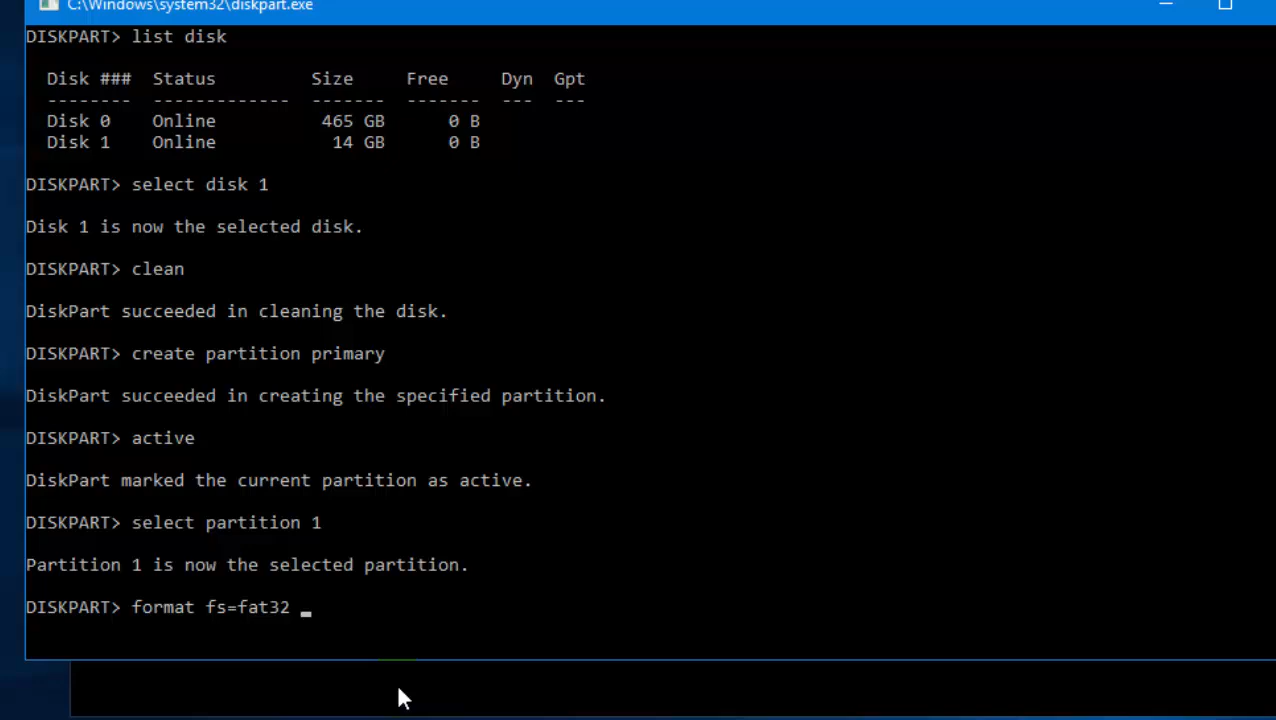 C:\Windows\system32\diskpart.exe
DISKPART> list disk
Disk ### Status Size Free Dyn Gpt
-------- ------------- ------- ------- --- ---
Disk 0 Online 465 GB 0 B
Disk 1 Online 14 GB 0 B
DISKPART> select disk 1
Disk 1 is now the selected disk.
DISKPART> clean
DiskPart succeeded in cleaning the disk.
DISKPART> create partition primary
DiskPart succeeded in creating the specified partition.
DISKPART> active
DiskPart marked the current partition as active.
DISKPART> select partition 1
Partition 1 is now the selected partition.
DISKPART> format fs=fat32 _